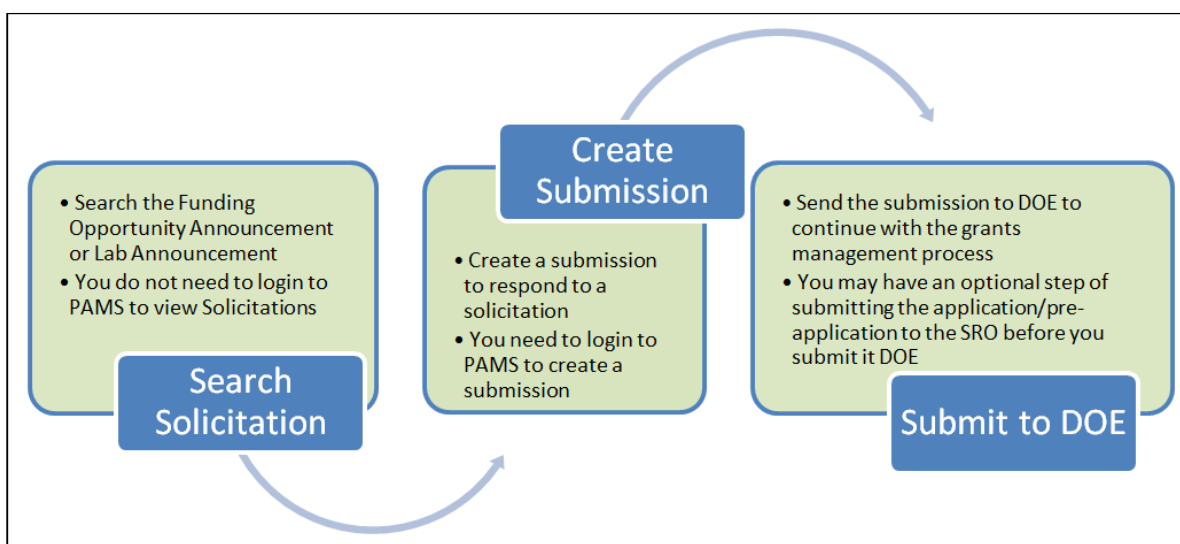 • Search the Funding
Opportunity Announcement
or Lab Announcement
• You do not need to login to
PAMS to view Solicitations
Search
Solicitation
Create
Submission
• Create a submission
to respond to a
solicitation
• You need to login to
PAMS to create a
submission
• Send the submission to DOE to
continue with the grants
management process
• You may have an optional step of
submitting the application/pre-
application to the SRO before you
submit it DOE
Submit to DOE